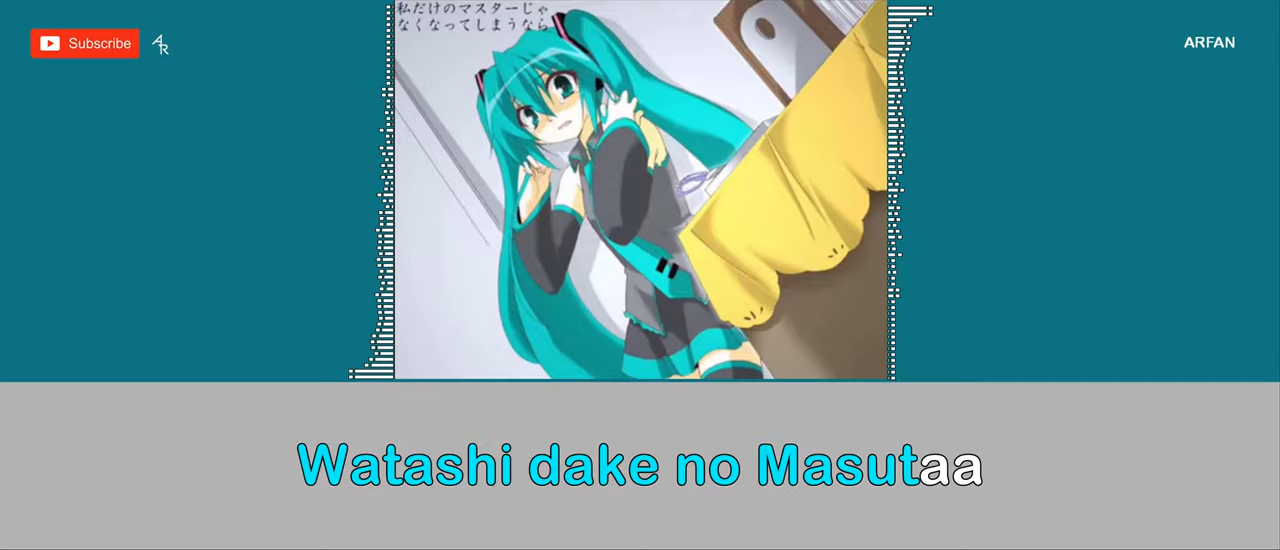 私だけのマスターじゃ
なくなってしまうなら
Subscribe
AR
ARFAN
Watashi dake no Masutaa